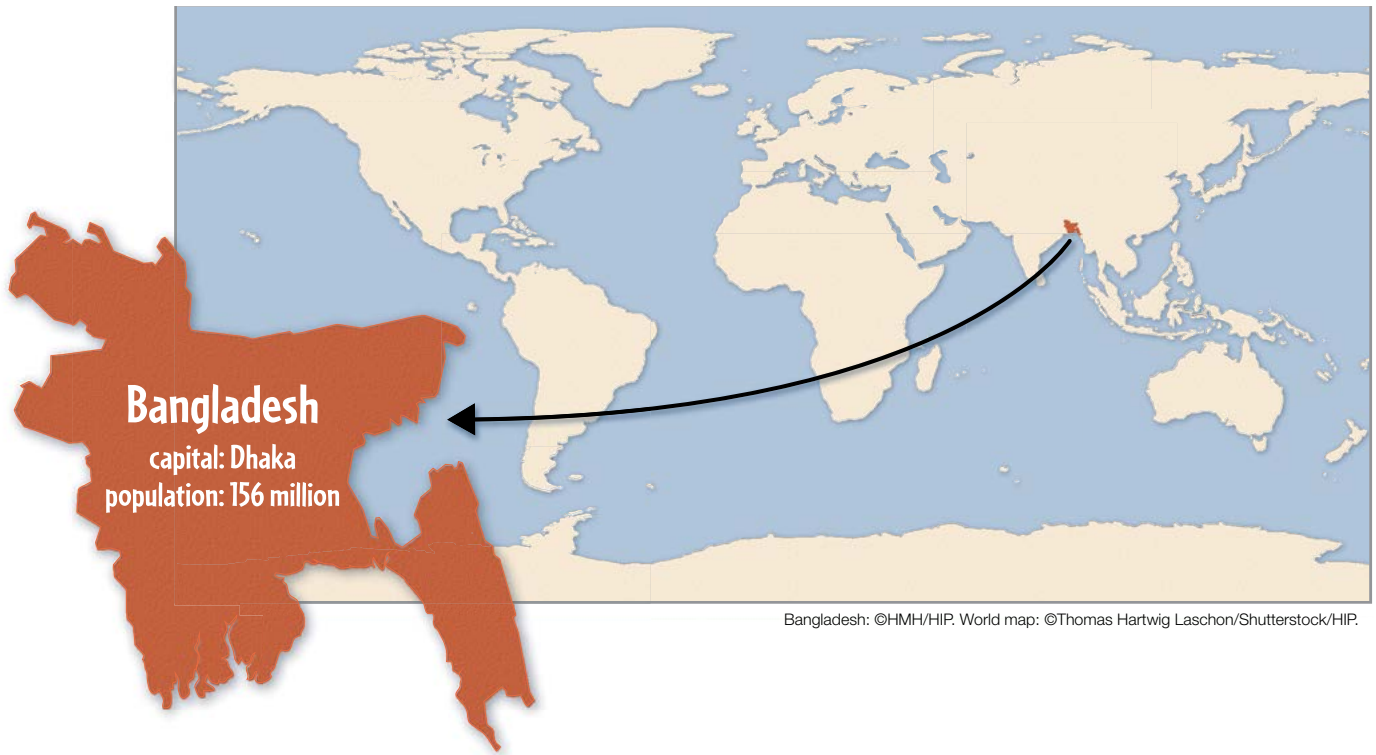 Bangladesh
capital: Dhaka
population: 156 million
Bangladesh: ©HMH/HIP. World map: ©Thomas Hartwig Laschon/Shutterstock/HIP.